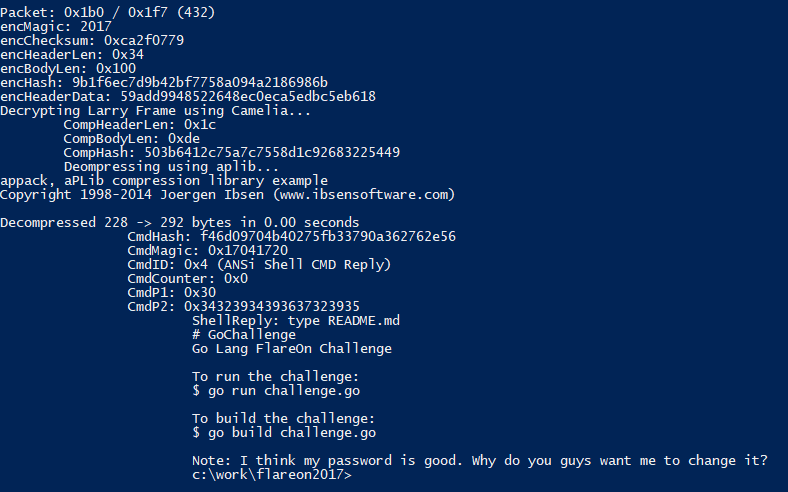 Packet: 0x1b0 / 0x1f7 (432)
encMagic: 2017
encChecksum: 0xca2f0779
encHeaderLen: 0x34
encBodyLen: 0x100
encHash: 9b1f6ec7d9b42bf7758a094a2186986b
encHeaderData: 59add9948522648ec0eca5edbc5eb618
Decrypting Larry Frame using Camelia...
CompHeaderLen: 0x1c
CompBodyLen: 0xde
CompHash: 503b6412c75a7c7558d1c92683225449
Deompressing using aplib...
appack, aPLib compression library example
Copyright 1998-2014 Joergen Ibsen (www.ibsensoftware.com)
Decompressed 228 -> 292 bytes in 0.00 seconds
CmdHash: f46d09704b40275fb33790a362762e56
CmdMagic: 0x17041720
CmdID: 0x4 (ANSi Shell CMD Reply)
CmdCounter: 0x0
CmdP1: 0x30
CmdP2: 0x34323934393637323935
ShellReply: type README.md
# GoChallenge
Go Lang FlareOn Challenge
To run the challenge:
$ go run challenge.go
To build the challenge:
$ go build challenge.go
Note: I think my password is good. Why do you guys want me to change it?
c:\work\flareon2017>